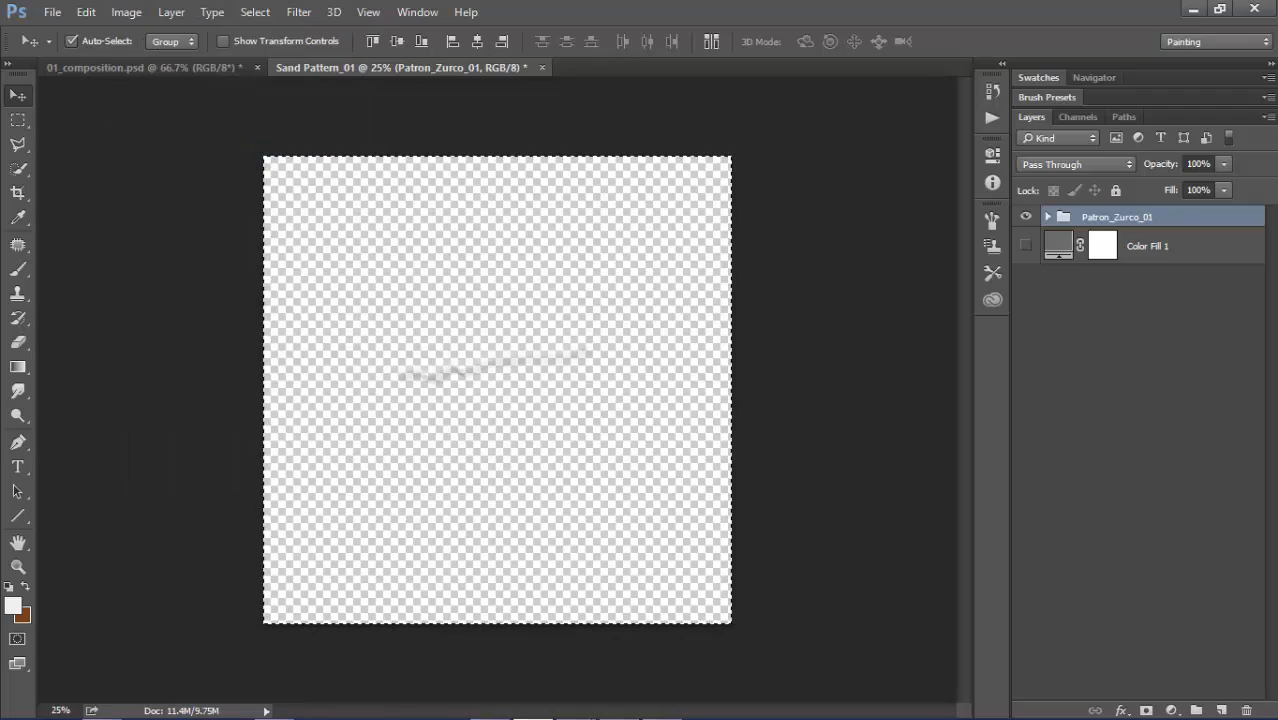 Ps File Edit Image Layer Type Select Filter 3D View Window Help
Auto-Select: Group Show Transform Controls 3D Mode: Painting
01_composition.psd @ 66.7% (RGB/8*) * × Sand Pattern_01 @ 25% (Patron_Zurco_01, RGB/8) * ×
Swatches Navigator
Brush Presets
Layers Channels Paths
Kind T
Pass Through Opacity: 100%
Lock: Fill: 100%
Patron_Zurco_01
Color Fill 1
T
25% Doc: 11.4M/9.75M